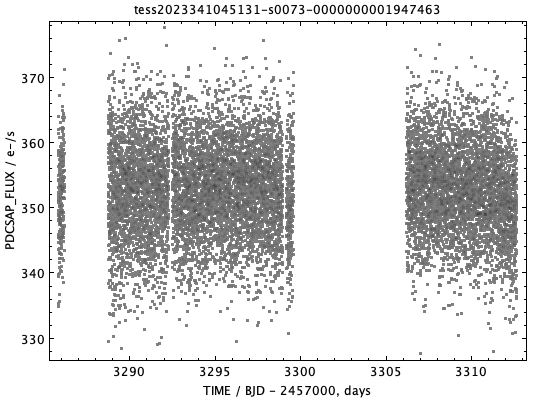 tess2023341045131-s0073-0000000001947463
PDCSAP_FLUX / e-/s
370
360
350
340
330
3290 3295 3300 3305 3310
TIME / BJD - 2457000, days